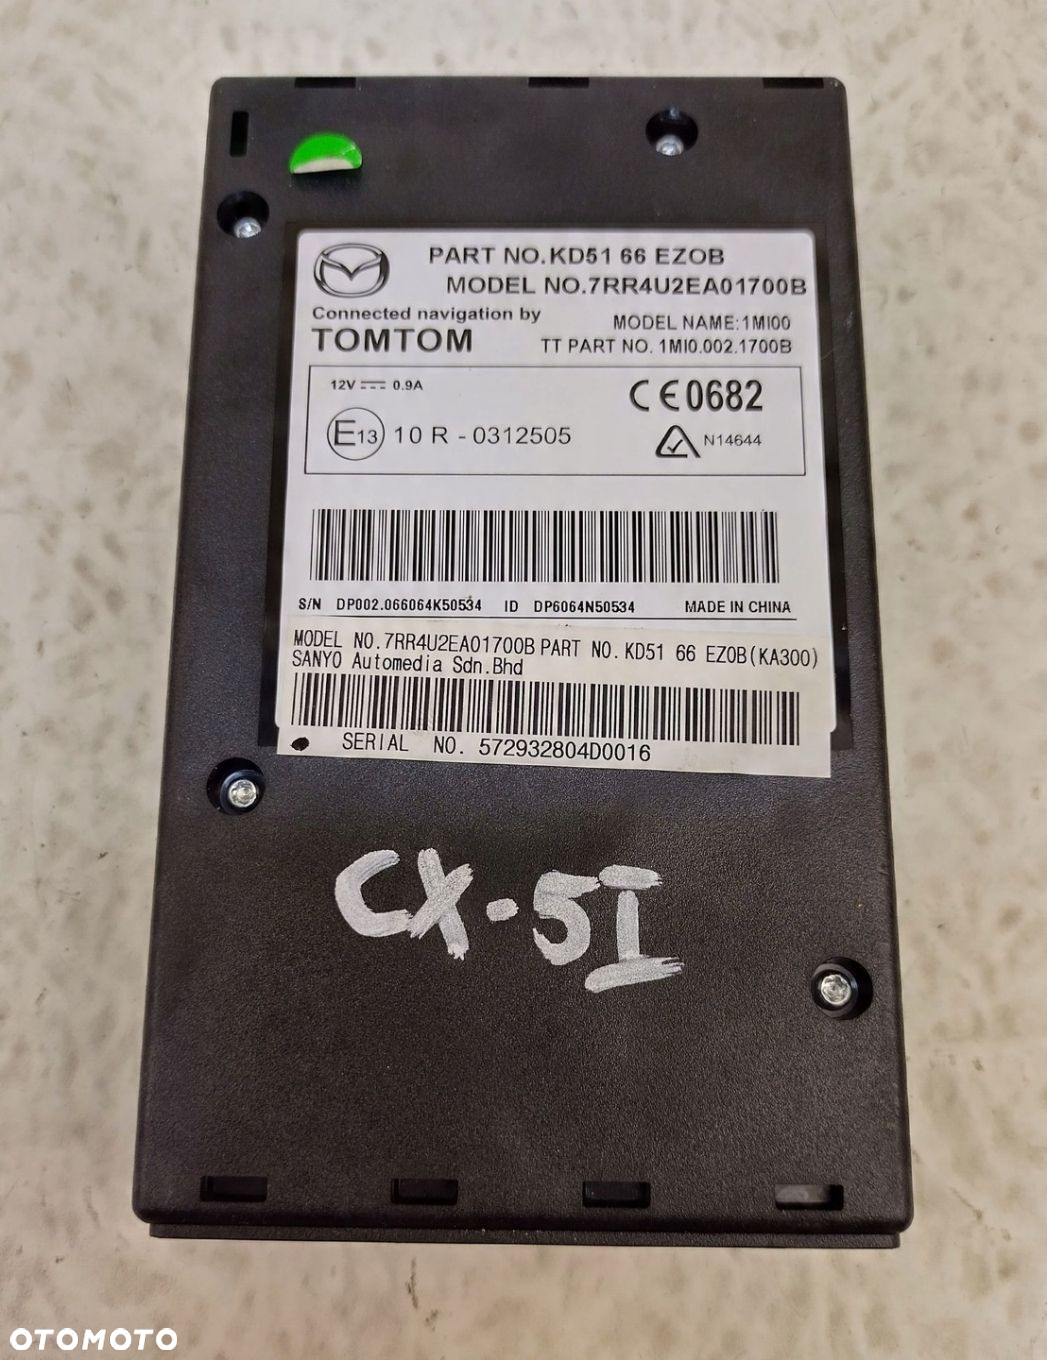 PART NO.KD51 66 EZ0B
MODEL NO.7RR4U2EA01700B
Connected navigation by
TOMTOM
MODEL NAME:1MI00
TT PART NO. 1MI0.002.1700B
12V 0.9A
CE0682
E13 10 R - 0312505
N14644
S/N DP002.066064K50534 ID DP6064N50534 MADE IN CHINA
MODEL NO.7RR4U2EA01700B PART NO. KD51 66 EZ0B(KA300)
SANYO Automedia Sdn.Bhd
SERIAL NO. 572932804D0016
CX-5I
OTOMOTO